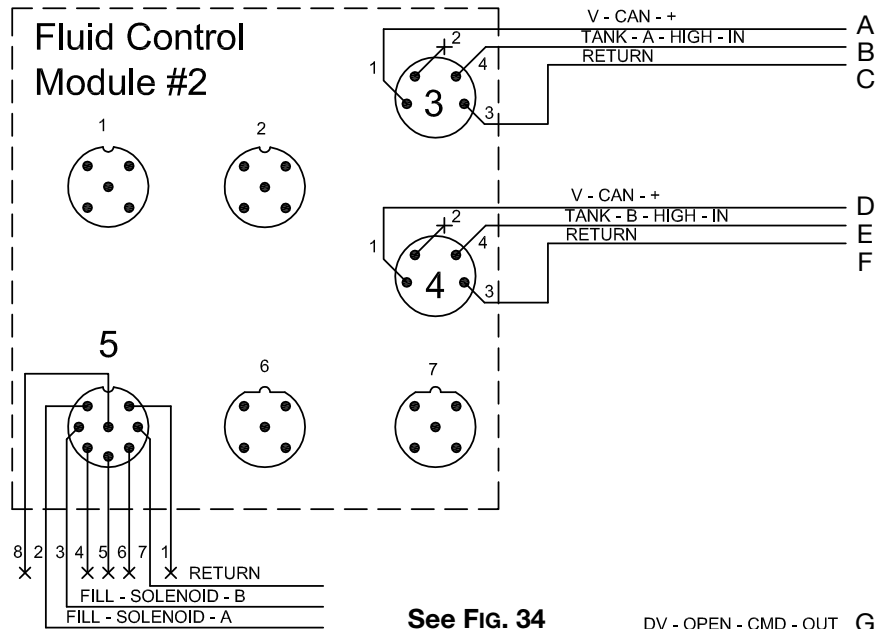 Fluid Control
Module #2
V - CAN - + A
TANK - A - HIGH - IN B
RETURN C
1 2 3 4
3
1 2
V - CAN - + D
TANK - B - HIGH - IN E
RETURN F
1 2 3 4
4
5 6 7
8 2 3 4 5 6 7 1
RETURN
FILL - SOLENOID - B
FILL - SOLENOID - A
See FIG. 34
DV - OPEN - CMD - OUT G